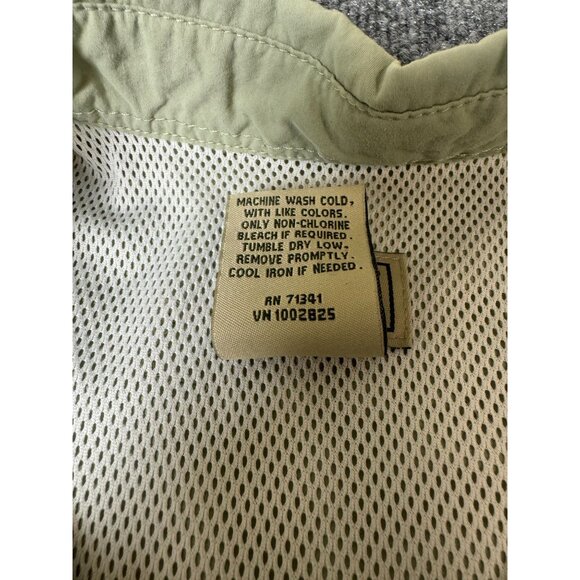 MACHINE WASH COLD,
WITH LIKE COLORS.
ONLY NON-CHLORINE
BLEACH IF REQUIRED.
TUMBLE DRY LOW.
REMOVE PROMPTLY.
COOL IRON IF NEEDED.
RN 71341
VN 1002825